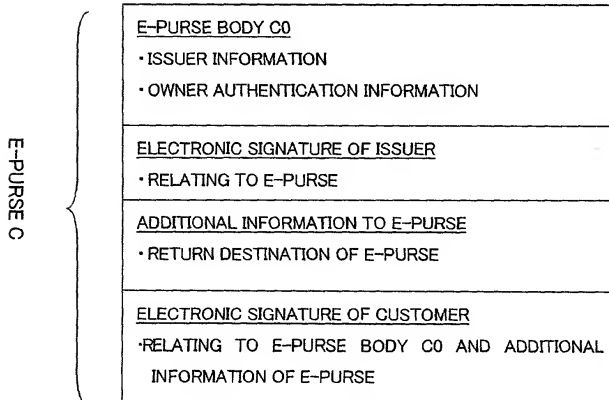 E-PURSE C
E-PURSE BODY C0
・ISSUER INFORMATION
・OWNER AUTHENTICATION INFORMATION
ELECTRONIC SIGNATURE OF ISSUER
・RELATING TO E-PURSE
ADDITIONAL INFORMATION TO E-PURSE
・RETURN DESTINATION OF E-PURSE
ELECTRONIC SIGNATURE OF CUSTOMER
・RELATING TO E-PURSE BODY C0 AND ADDITIONAL
INFORMATION OF E-PURSE